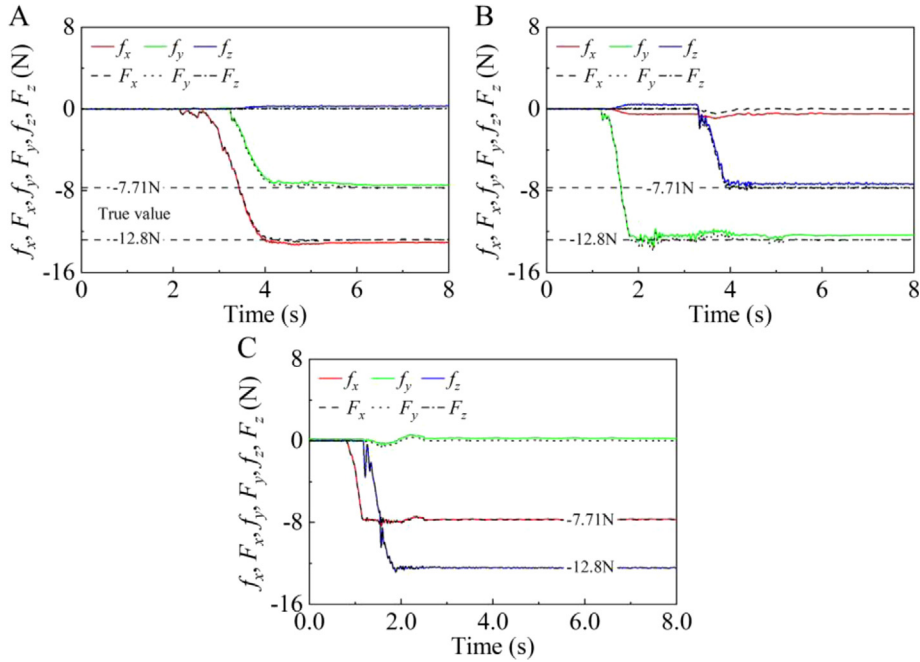 A
8
0
-8
-16
f_x, F_x, f_y, F_y, f_z, F_z (N)
f_x f_y f_z
F_x F_y F_z
-7.71N
True value
-12.8N
0 2 4 6 8
Time (s)
B
8
0
-8
-16
f_x, F_x, f_y, F_y, f_z, F_z (N)
f_x f_y f_z
F_x F_y F_z
-7.71N
-12.8N
0 2 4 6 8
Time (s)
C
8
0
-8
-16
f_x, F_x, f_y, F_y, f_z, F_z (N)
f_x f_y f_z
F_x F_y F_z
-7.71N
-12.8N
0.0 2.0 4.0 6.0 8.0
Time (s)